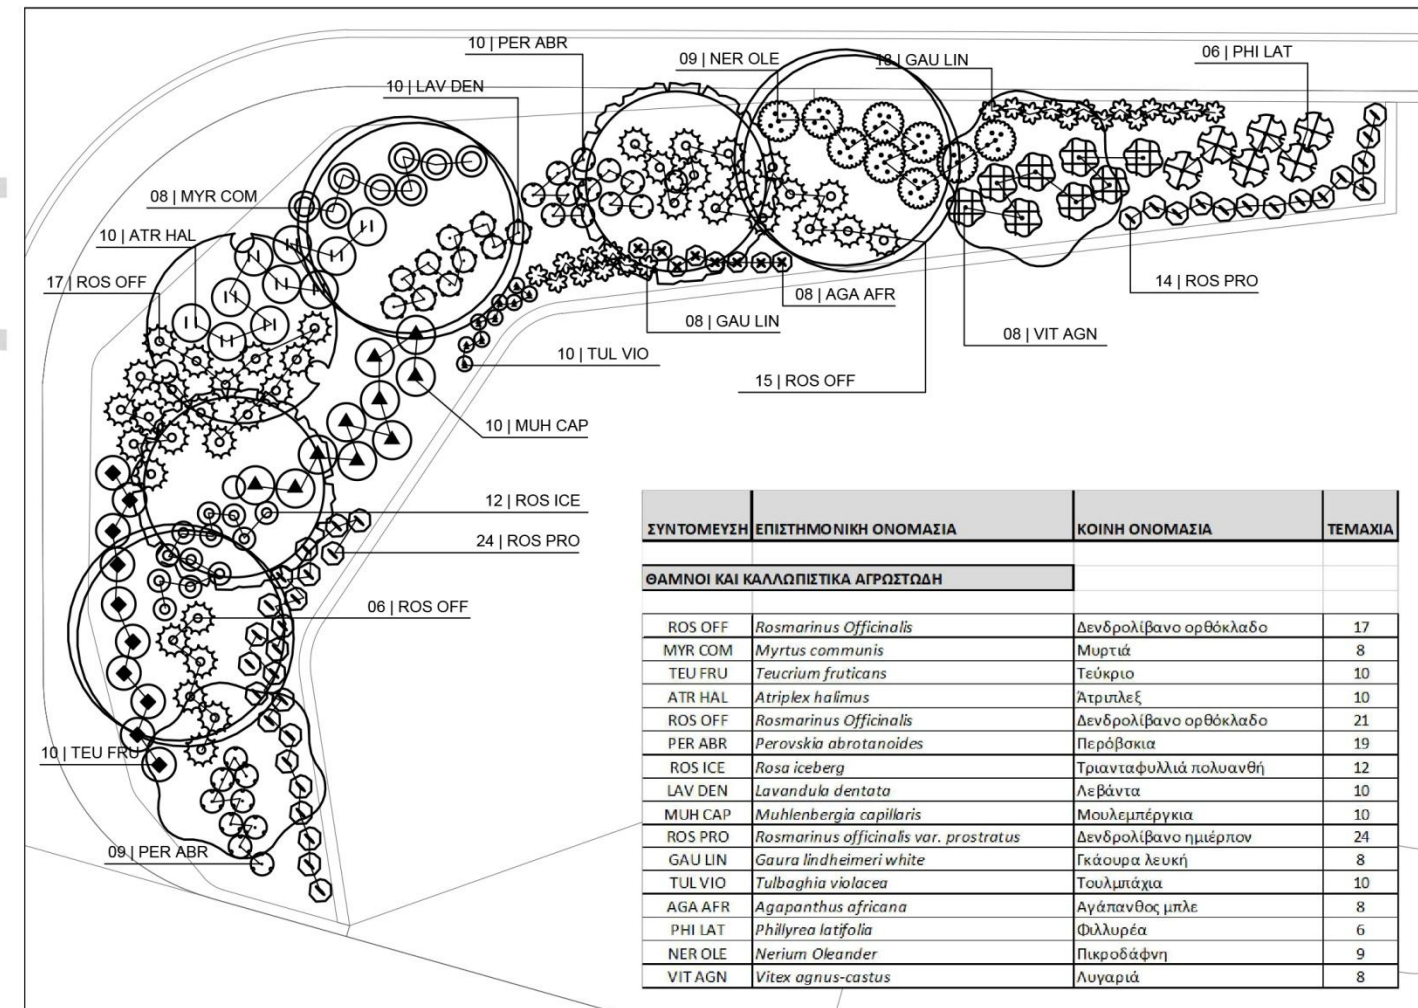 10 | PER ABR
09 | NER OLE
18 | GAU LIN
06 | PHI LAT
10 | LAV DEN
08 | MYR COM
10 | ATR HAL
17 | ROS OFF
14 | ROS PRO
08 | AGA AFR
08 | GAU LIN
08 | VIT AGN
10 | TUL VIO
15 | ROS OFF
10 | MUH CAP
12 | ROS ICE
24 | ROS PRO
06 | ROS OFF
10 | TEU FRU
09 | PER ABR
ΣΥΝΤΟΜΕΥΣΗ ΕΠΙΣΤΗΜΟΝΙΚΗ ΟΝΟΜΑΣΙΑ ΚΟΙΝΗ ΟΝΟΜΑΣΙΑ ΤΕΜΑΧΙΑ
ΘΑΜΝΟΙ ΚΑΙ ΚΑΛΛΩΠΙΣΤΙΚΑ ΑΓΡΩΣΤΩΔΗ
ROS OFF Rosmarinus Officinalis Δενδρολίβανο ορθόκλαδο 17
MYR COM Myrtus communis Μυρτιά 8
TEU FRU Teucrium fruticans Τεύκριο 10
ATR HAL Atriplex halimus Άτριπλεξ 10
ROS OFF Rosmarinus Officinalis Δενδρολίβανο ορθόκλαδο 21
PER ABR Perovskia abrotanoides Περόβσκια 19
ROS ICE Rosa iceberg Τριανταφυλλιά πολυανθή 12
LAV DEN Lavandula dentata Λεβάντα 10
MUH CAP Muhlenbergia capillaris Μουλεμπέργκια 10
ROS PRO Rosmarinus officinalis var. prostratus Δενδρολίβανο ημιέρπον 24
GAU LIN Gaura lindheimeri white Γκάουρα λευκή 8
TUL VIO Tulbaghia violacea Τουλμπάχια 10
AGA AFR Agapanthus africana Αγάπανθος μπλε 8
PHI LAT Phillyrea latifolia Φιλλυρέα 6
NER OLE Nerium Oleander Πικροδάφνη 9
VIT AGN Vitex agnus-castus Λυγαριά 8